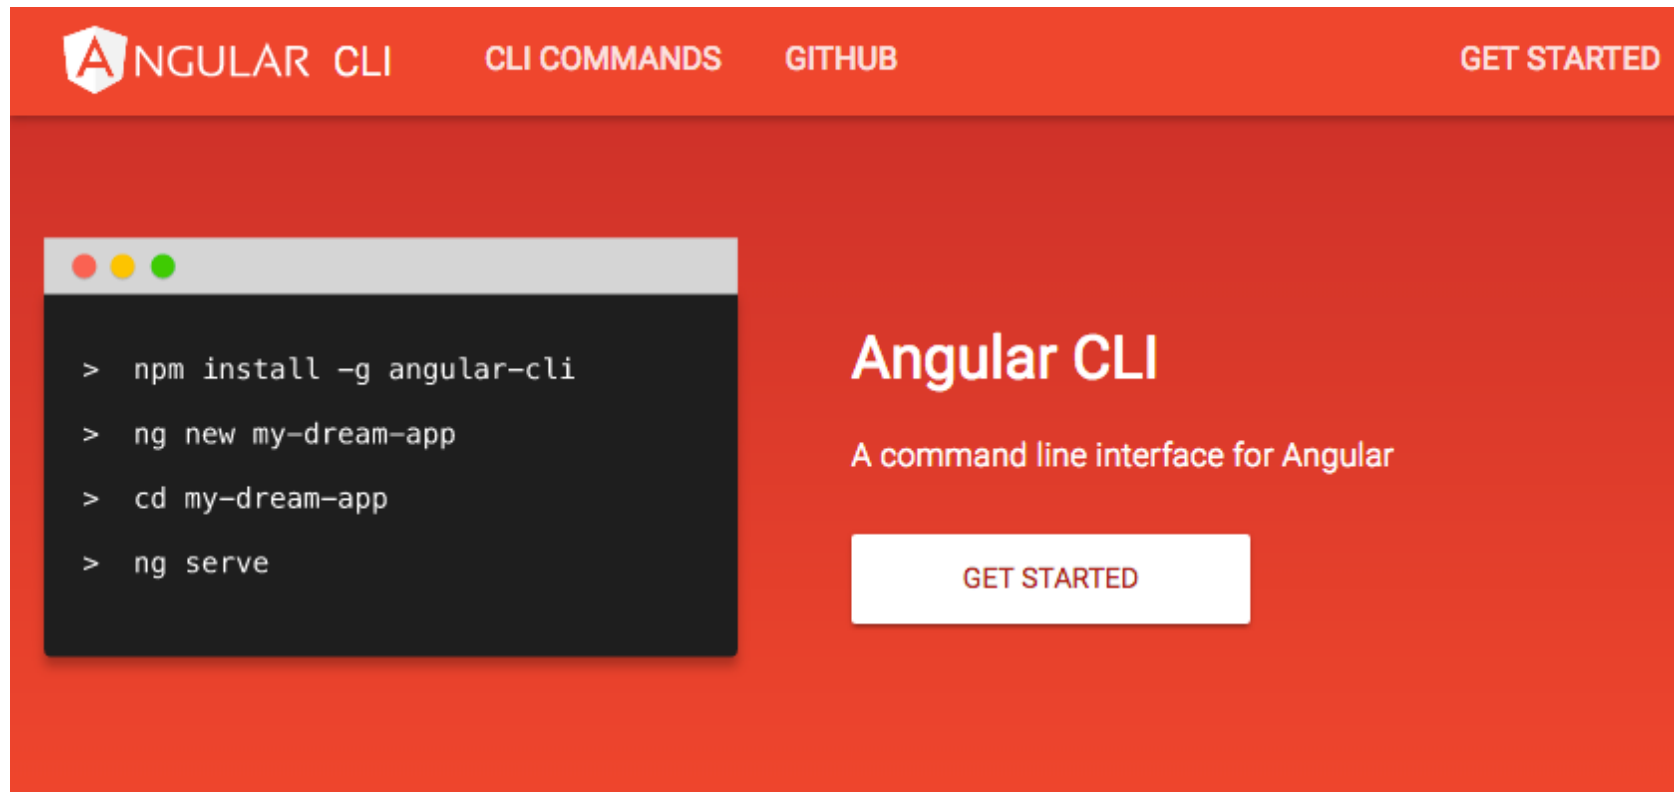 ANGULAR CLI
CLI COMMANDS
GITHUB
GET STARTED
> npm install -g angular-cli
> ng new my-dream-app
> cd my-dream-app
> ng serve
Angular CLI
A command line interface for Angular
GET STARTED